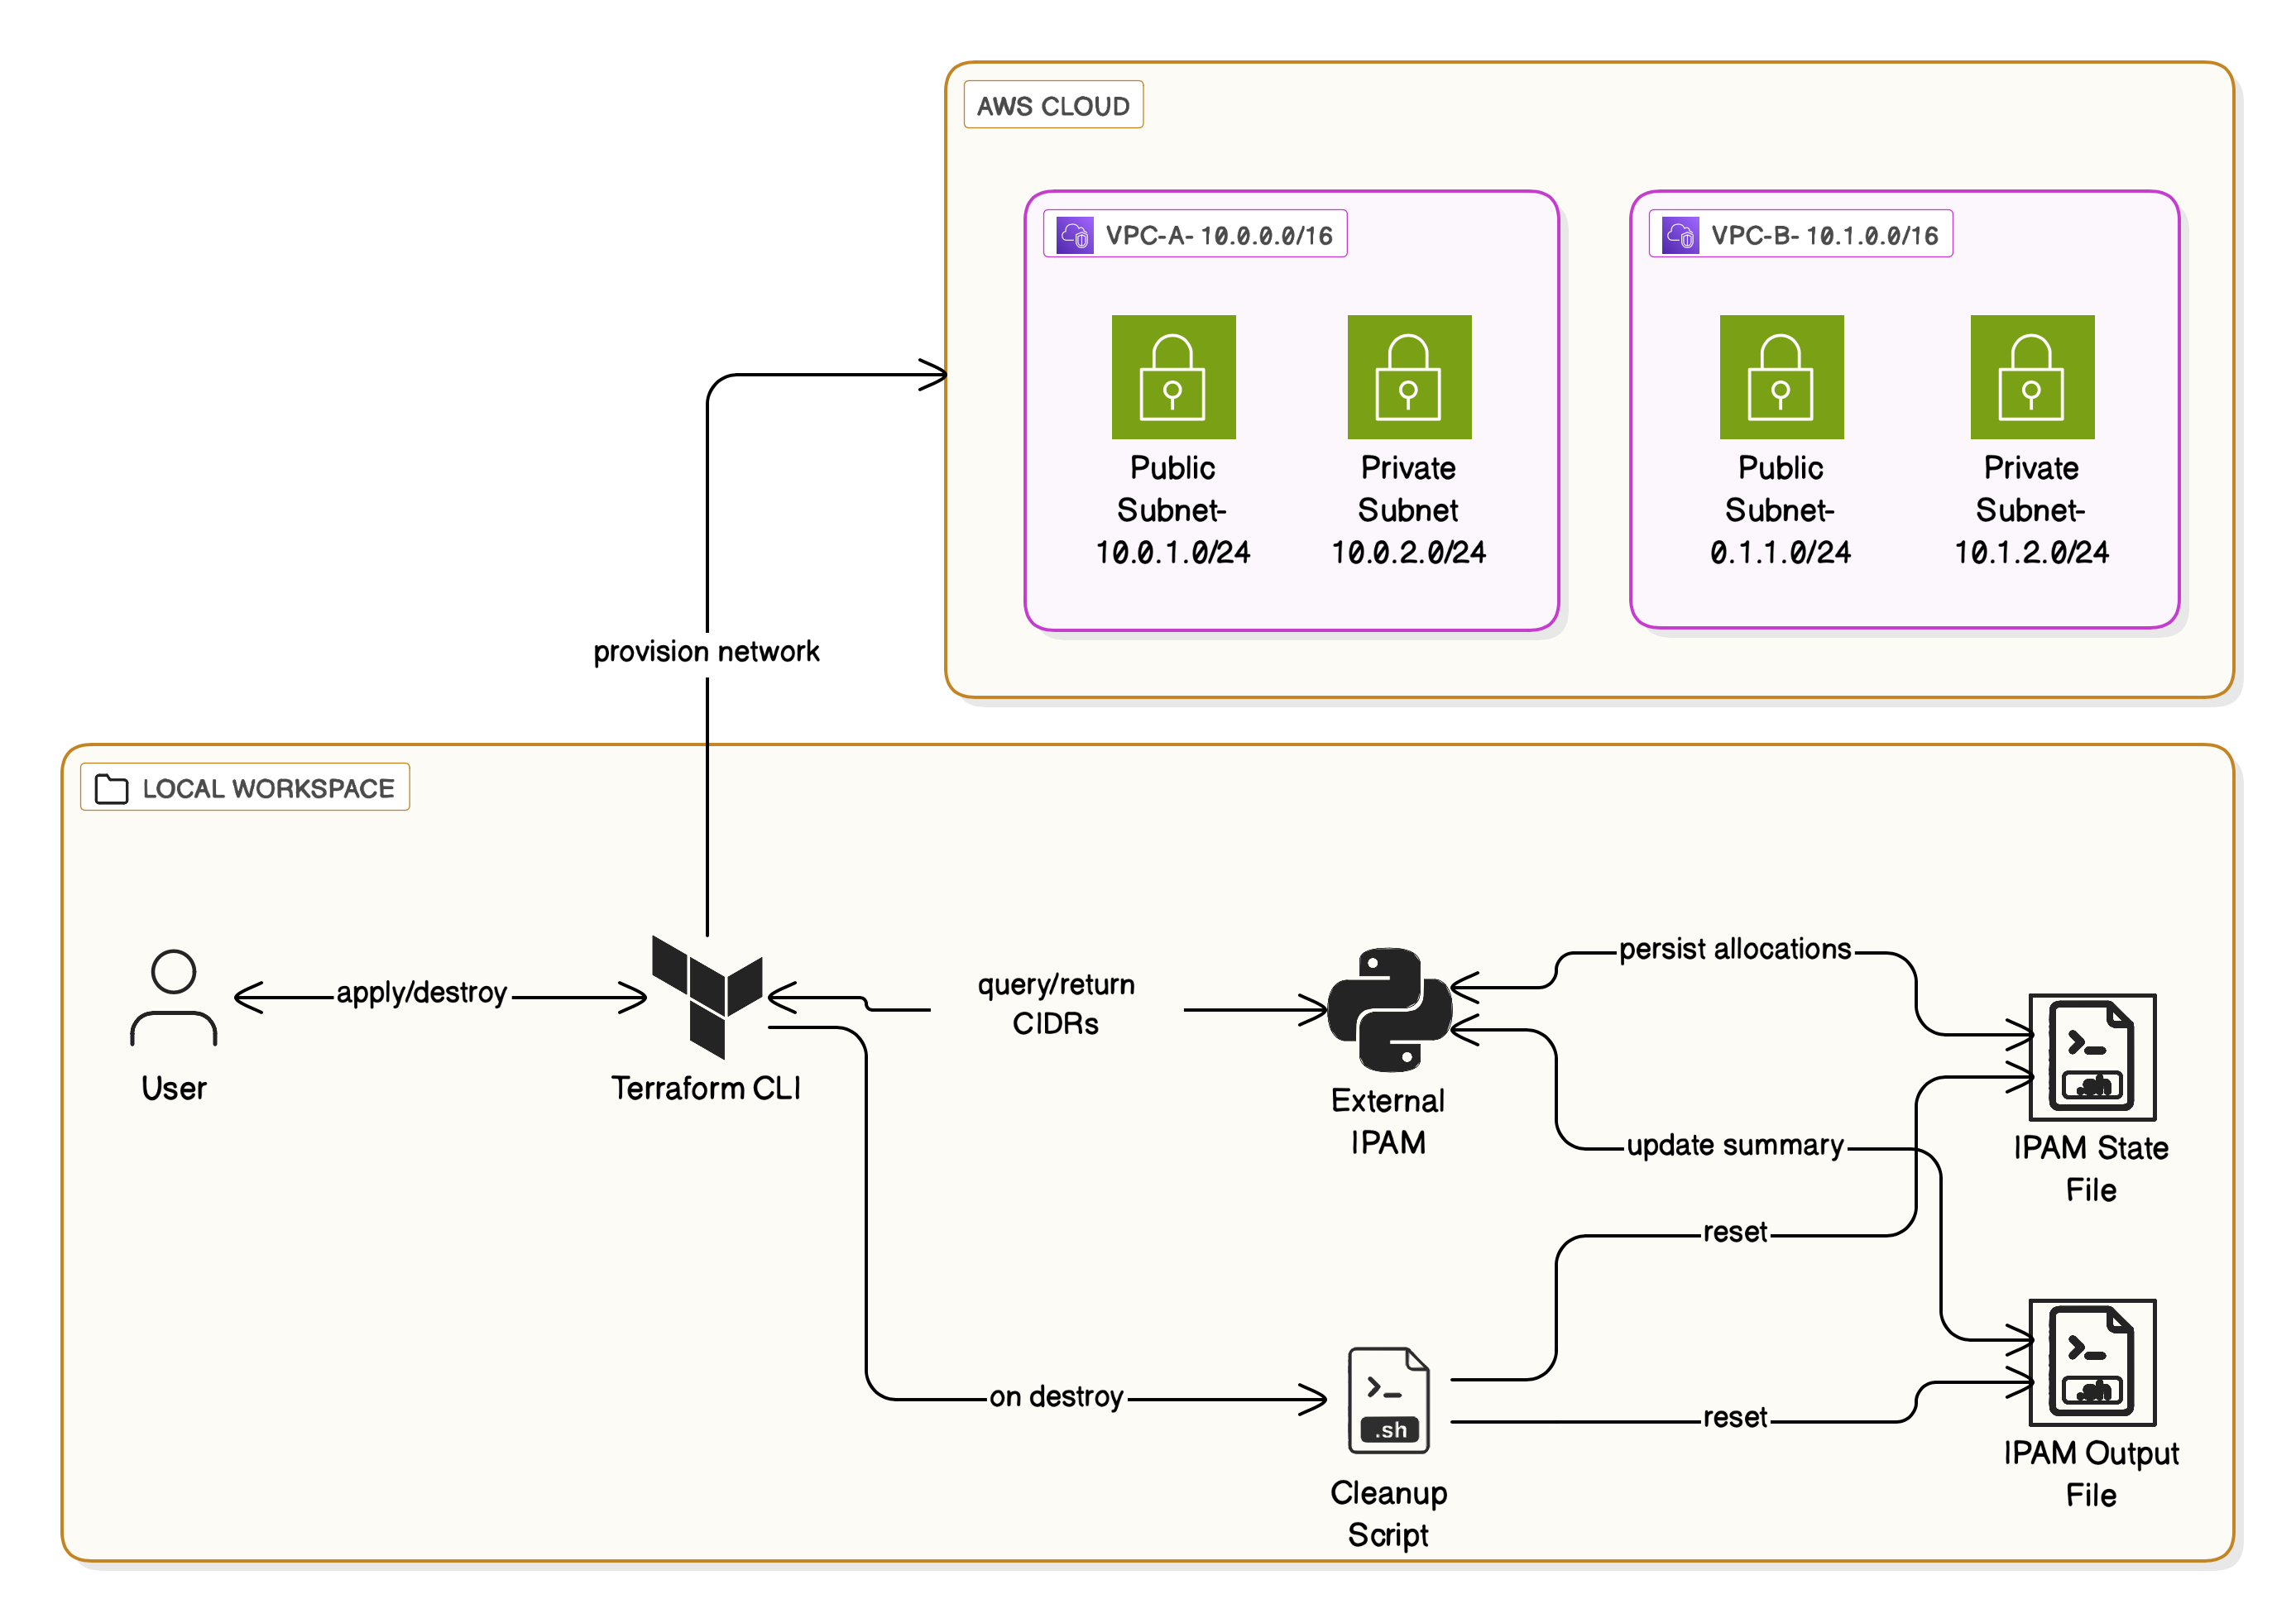 AWS CLOUD
VPC-A- 10.0.0.0/16
VPC-B- 10.1.0.0/16
Public
Subnet-
10.0.1.0/24
Private
Subnet
10.0.2.0/24
Public
Subnet-
0.1.1.0/24
Private
Subnet-
10.1.2.0/24
provision network
LOCAL WORKSPACE
User
apply/destroy
Terraform CLI
query/return
CIDRs
External
IPAM
persist allocations
update summary
>_
.sh
IPAM State
File
reset
on destroy
>_
.sh
Cleanup
Script
reset
>_
.sh
IPAM Output
File